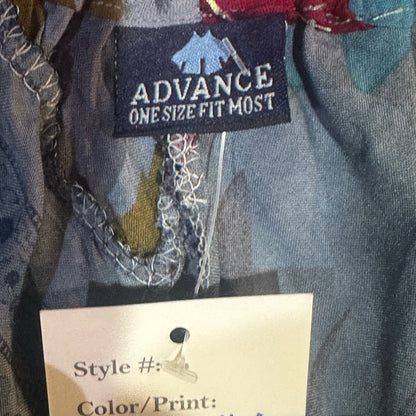 ADVANCE
ONE SIZE FIT MOST
Style #:
Color/Print: